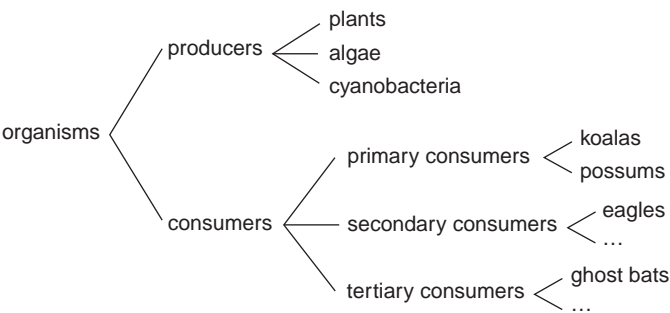 plants
producers
algae
cyanobacteria
organisms
koalas
primary consumers
possums
eagles
consumers
secondary consumers
…
ghost bats
tertiary consumers
…